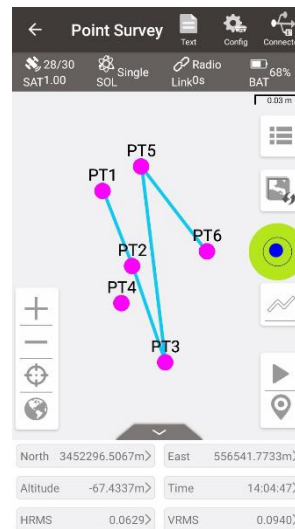 Point Survey
Text Config Connect
28/30 Single Radio 68%
SAT1.00 SOL Link0s BAT
0.03 m
PT5
PT1
PT6
PT2
PT4
PT3
North 3452296.5067m> East 556541.7733m>
Altitude -67.4337m> Time 14:04:47>
HRMS 0.0629> VRMS 0.0940>